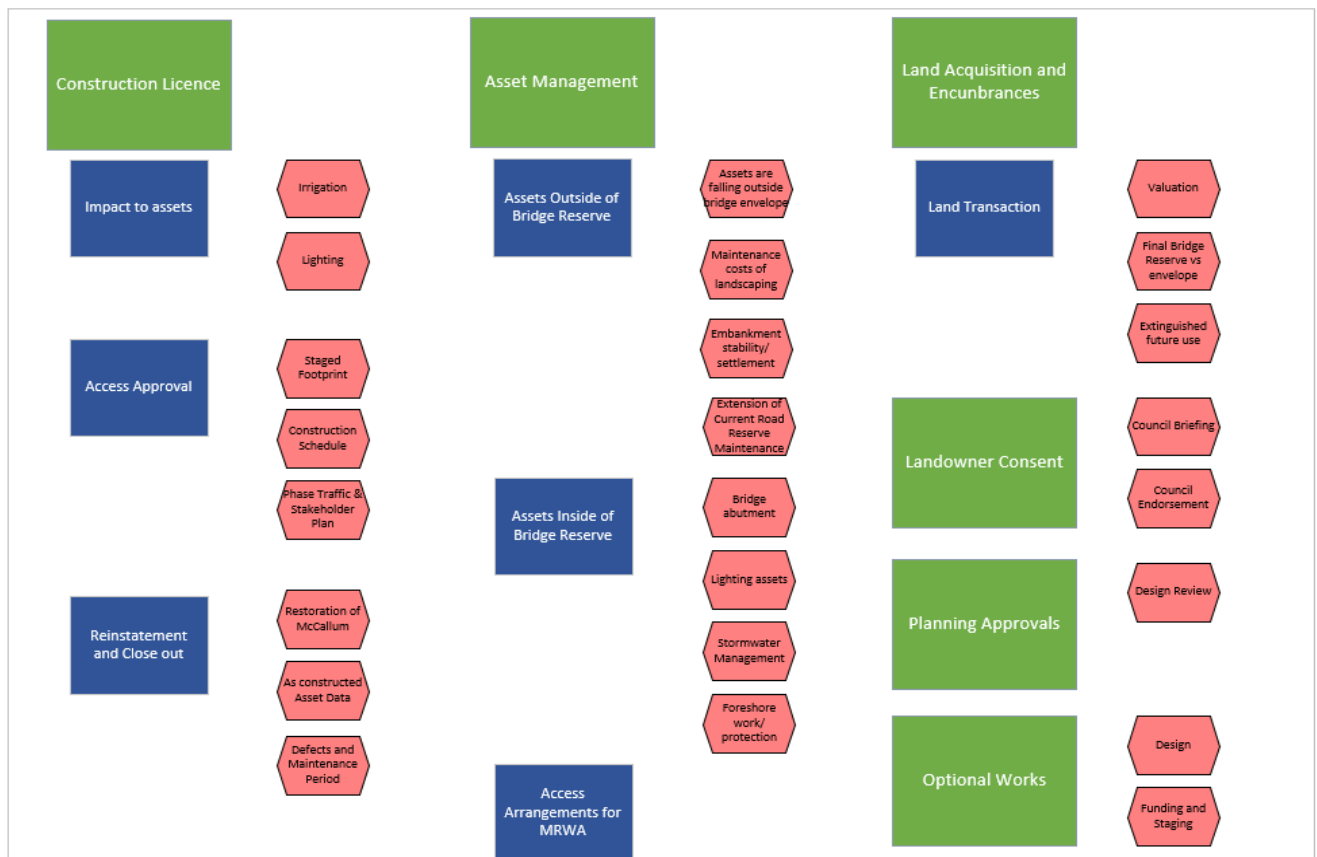 Construction Licence
Impact to assets
Irrigation
Lighting
Access Approval
Staged
Footprint
Construction
Schedule
Phase Traffic &
Stakeholder
Plan
Reinstatement
and Close out
Restoration of
McCallum
As constructed
Asset Data
Defects and
Maintenance
Period
Asset Management
Assets Outside of
Bridge Reserve
Assets are
falling outside
bridge envelope
Maintenance
costs of
landscaping
Embankment
stability/
settlement
Extension of
Current Road
Reserve
Maintenance
Assets Inside of
Bridge Reserve
Bridge
abutment
Lighting assets
Stormwater
Management
Foreshore
work/
protection
Access
Arrangements for
MRWA
Land Acquisition and
Encunbrances
Land Transaction
Valuation
Final Bridge
Reserve vs
envelope
Extinguished
future use
Landowner Consent
Council Briefing
Council
Endorsement
Planning Approvals
Design Review
Optional Works
Design
Funding and
Staging